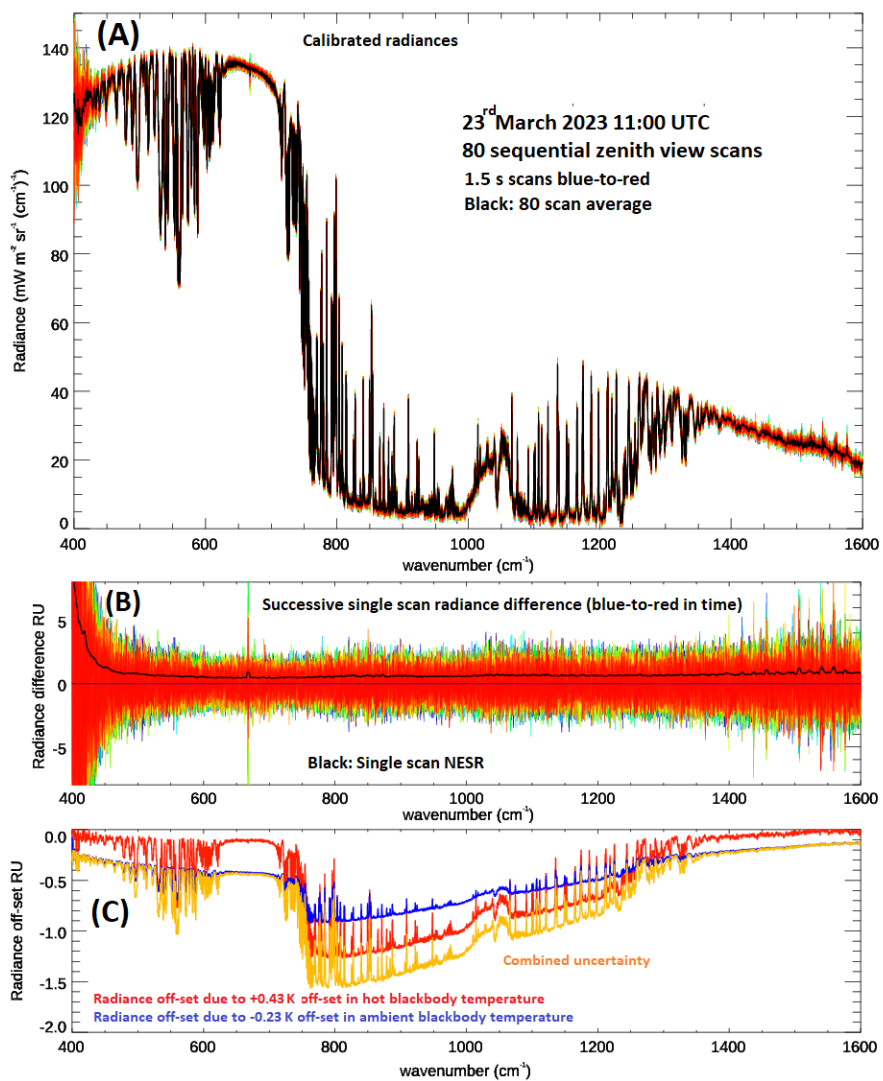 (A)
Calibrated radiances
23rd March 2023 11:00 UTC
80 sequential zenith view scans
1.5 s scans blue-to-red
Black: 80 scan average
Radiance (mW m⁻² sr⁻¹ (cm⁻¹)⁻¹)
140
120
100
80
60
40
20
0
400 600 800 1000 1200 1400 1600
wavenumber (cm⁻¹)
(B)
Successive single scan radiance difference (blue-to-red in time)
Radiance difference RU
5
0
-5
Black: Single scan NESR
400 600 800 1000 1200 1400 1600
wavenumber (cm⁻¹)
(C)
Radiance off-set RU
0.0
-0.5
-1.0
-1.5
-2.0
Combined uncertainty
Radiance off-set due to +0.43 K off-set in hot blackbody temperature
Radiance off-set due to -0.23 K off-set in ambient blackbody temperature
400 600 800 1000 1200 1400 1600
wavenumber (cm⁻¹)